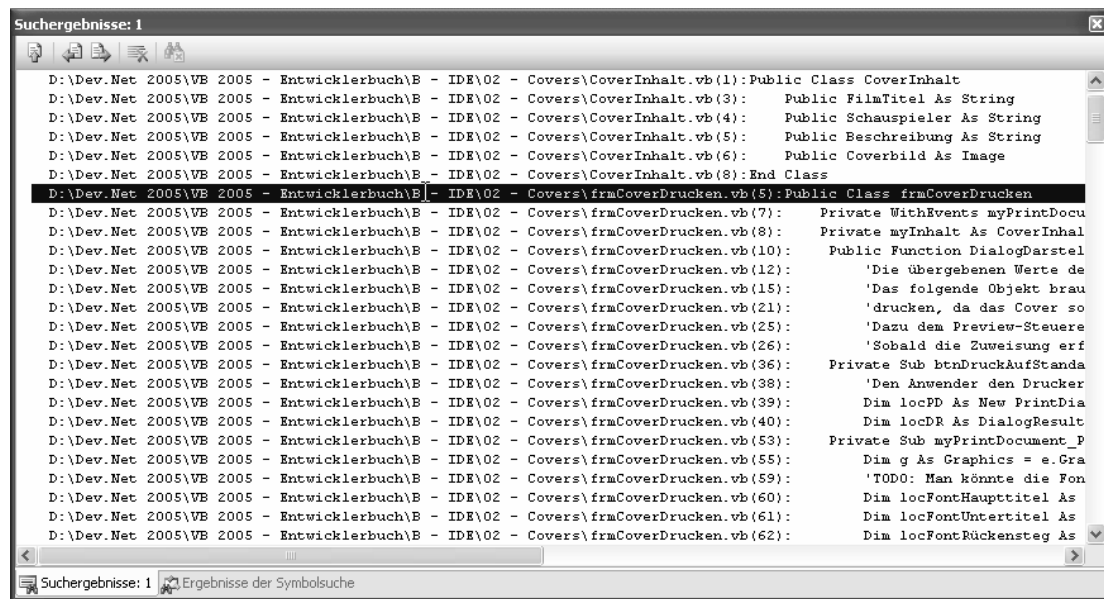 Suchergebnisse: 1
D:\Dev.Net 2005\VB 2005 - Entwicklerbuch\B - IDE\02 - Covers\CoverInhalt.vb(1):Public Class CoverInhalt
D:\Dev.Net 2005\VB 2005 - Entwicklerbuch\B - IDE\02 - Covers\CoverInhalt.vb(3):    Public FilmTitel As String
D:\Dev.Net 2005\VB 2005 - Entwicklerbuch\B - IDE\02 - Covers\CoverInhalt.vb(4):    Public Schauspieler As String
D:\Dev.Net 2005\VB 2005 - Entwicklerbuch\B - IDE\02 - Covers\CoverInhalt.vb(5):    Public Beschreibung As String
D:\Dev.Net 2005\VB 2005 - Entwicklerbuch\B - IDE\02 - Covers\CoverInhalt.vb(6):    Public Coverbild As Image
D:\Dev.Net 2005\VB 2005 - Entwicklerbuch\B - IDE\02 - Covers\CoverInhalt.vb(8):End Class
D:\Dev.Net 2005\VB 2005 - Entwicklerbuch\B - IDE\02 - Covers\frmCoverDrucken.vb(5):Public Class frmCoverDrucken
D:\Dev.Net 2005\VB 2005 - Entwicklerbuch\B - IDE\02 - Covers\frmCoverDrucken.vb(7):    Private WithEvents myPrintDocu
D:\Dev.Net 2005\VB 2005 - Entwicklerbuch\B - IDE\02 - Covers\frmCoverDrucken.vb(8):    Private myInhalt As CoverInhal
D:\Dev.Net 2005\VB 2005 - Entwicklerbuch\B - IDE\02 - Covers\frmCoverDrucken.vb(10):    Public Function DialogDarstel
D:\Dev.Net 2005\VB 2005 - Entwicklerbuch\B - IDE\02 - Covers\frmCoverDrucken.vb(12):        'Die übergebenen Werte de
D:\Dev.Net 2005\VB 2005 - Entwicklerbuch\B - IDE\02 - Covers\frmCoverDrucken.vb(15):        'Das folgende Objekt brau
D:\Dev.Net 2005\VB 2005 - Entwicklerbuch\B - IDE\02 - Covers\frmCoverDrucken.vb(21):        'drucken, da das Cover so
D:\Dev.Net 2005\VB 2005 - Entwicklerbuch\B - IDE\02 - Covers\frmCoverDrucken.vb(25):        'Dazu dem Preview-Steuere
D:\Dev.Net 2005\VB 2005 - Entwicklerbuch\B - IDE\02 - Covers\frmCoverDrucken.vb(26):        'Sobald die Zuweisung erf
D:\Dev.Net 2005\VB 2005 - Entwicklerbuch\B - IDE\02 - Covers\frmCoverDrucken.vb(36):    Private Sub btnDruckAufStanda
D:\Dev.Net 2005\VB 2005 - Entwicklerbuch\B - IDE\02 - Covers\frmCoverDrucken.vb(38):        'Den Anwender den Drucker
D:\Dev.Net 2005\VB 2005 - Entwicklerbuch\B - IDE\02 - Covers\frmCoverDrucken.vb(39):        Dim locPD As New PrintDia
D:\Dev.Net 2005\VB 2005 - Entwicklerbuch\B - IDE\02 - Covers\frmCoverDrucken.vb(40):        Dim locDR As DialogResult
D:\Dev.Net 2005\VB 2005 - Entwicklerbuch\B - IDE\02 - Covers\frmCoverDrucken.vb(53):    Private Sub myPrintDocument_P
D:\Dev.Net 2005\VB 2005 - Entwicklerbuch\B - IDE\02 - Covers\frmCoverDrucken.vb(55):        Dim g As Graphics = e.Gra
D:\Dev.Net 2005\VB 2005 - Entwicklerbuch\B - IDE\02 - Covers\frmCoverDrucken.vb(59):        'TODO: Man könnte die Fon
D:\Dev.Net 2005\VB 2005 - Entwicklerbuch\B - IDE\02 - Covers\frmCoverDrucken.vb(60):        Dim locFontHaupttitel As
D:\Dev.Net 2005\VB 2005 - Entwicklerbuch\B - IDE\02 - Covers\frmCoverDrucken.vb(61):        Dim locFontUntertitel As
D:\Dev.Net 2005\VB 2005 - Entwicklerbuch\B - IDE\02 - Covers\frmCoverDrucken.vb(62):        Dim locFontRückensteg As
Suchergebnisse: 1 Ergebnisse der Symbolsuche